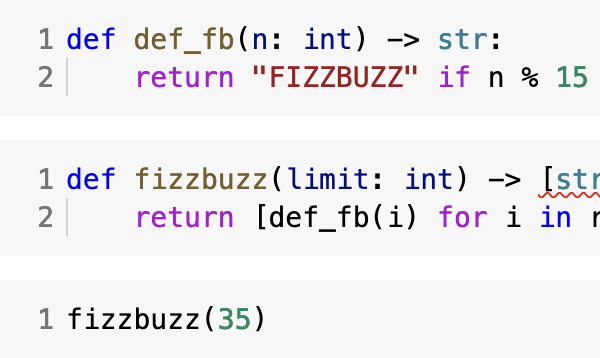 1 def def_fb(n: int) -> str:
2     return "FIZZBUZZ" if n % 15
1 def fizzbuzz(limit: int) -> [str
2     return [def_fb(i) for i in
1 fizzbuzz(35)